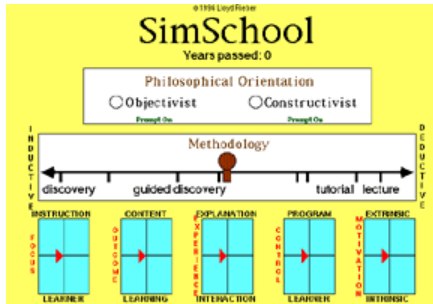 © 1996 Lloyd Rieber
SimSchool
Years passed: 0
Philosophical Orientation
Objectivist Constructivist
Prompt On Prompt On
INDUCTIVE
Methodology
DEDUCTIVE
discovery guided discovery tutorial lecture
INSTRUCTION CONTENT EXPLANATION PROGRAM EXTRINSIC
FOCUS OUTCOME EXPERIENCE CONTROL MOTIVATION
LEARNER LEARNING INTERACTION LEARNER INTRINSIC